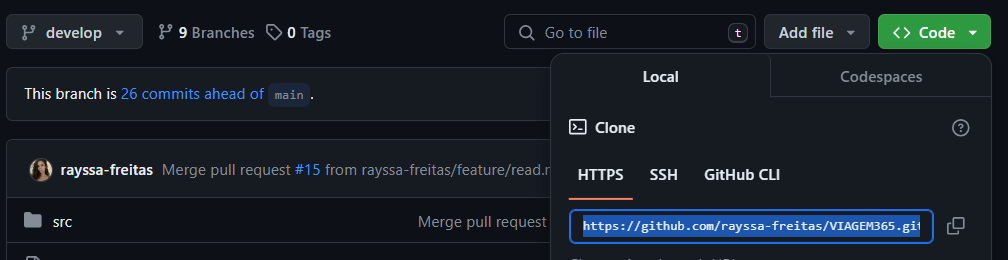 develop
9 Branches
0 Tags
Go to file
t
Add file
Code
This branch is 26 commits ahead of main .
Local
Codespaces
Clone
rayssa-freitas Merge pull request #15 from rayssa-freitas/feature/read.
HTTPS
SSH
GitHub CLI
https://github.com/rayssa-freitas/VIAGEM365.git
src
Merge pull request